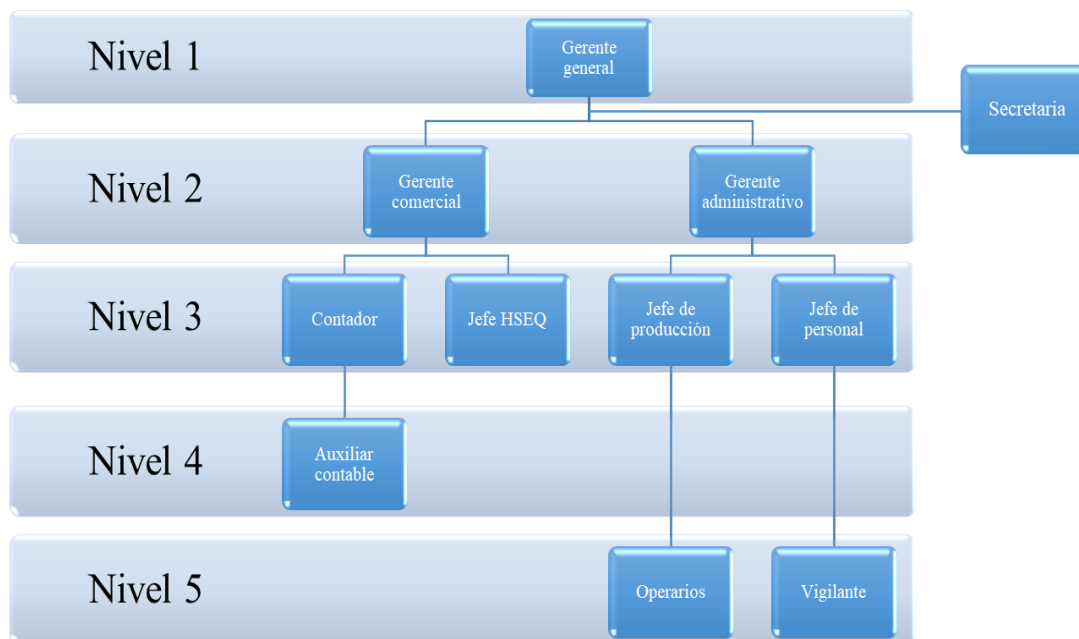 Nivel 1
Gerente
general
Secretaria
Nivel 2
Gerente
comercial
Gerente
administrativo
Nivel 3
Contador
Jefe HSEQ
Jefe de
producción
Jefe de
personal
Nivel 4
Auxiliar
contable
Nivel 5
Operarios
Vigilante